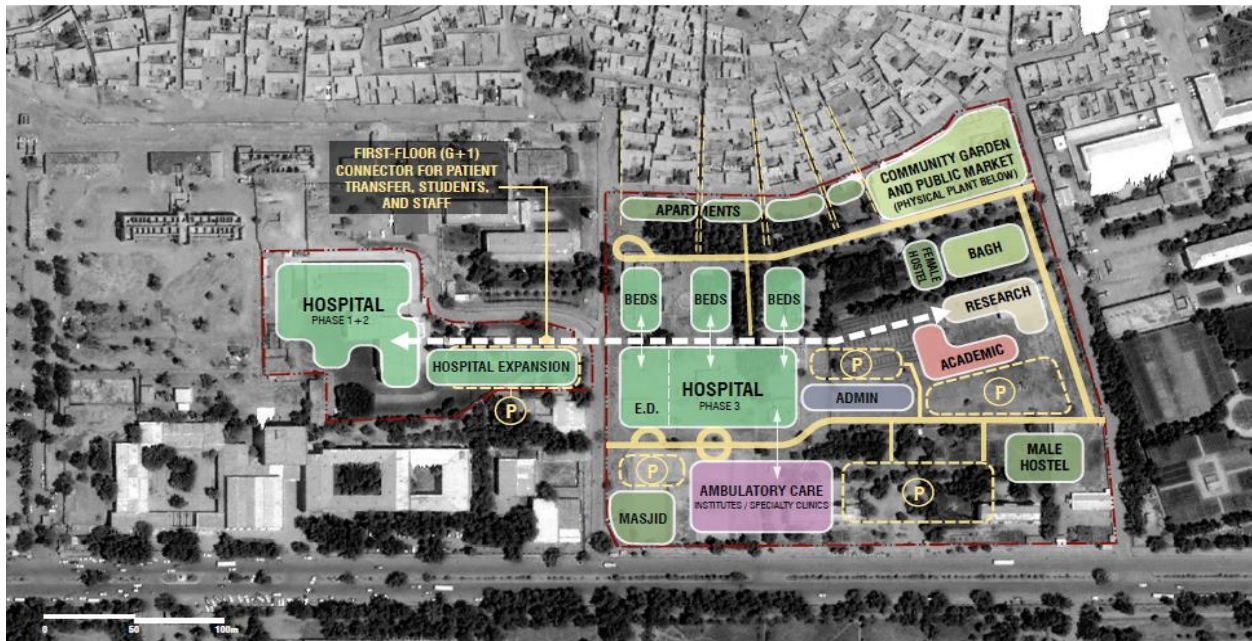 FIRST-FLOOR (G+1)
CONNECTOR FOR PATIENT
TRANSFER, STUDENTS,
AND STAFF
COMMUNITY GARDEN
AND PUBLIC MARKET
(PHYSICAL PLANT BELOW)
APARTMENTS
FEMALE
HOSTEL
BAGH
HOSPITAL
PHASE 1+2
BEDS
BEDS
BEDS
RESEARCH
ACADEMIC
HOSPITAL EXPANSION
P
E.D.
HOSPITAL
PHASE 3
P
ADMIN
P
MALE
HOSTEL
P
MASJID
AMBULATORY CARE
INSTITUTES / SPECIALTY CLINICS
P
0 50 100m